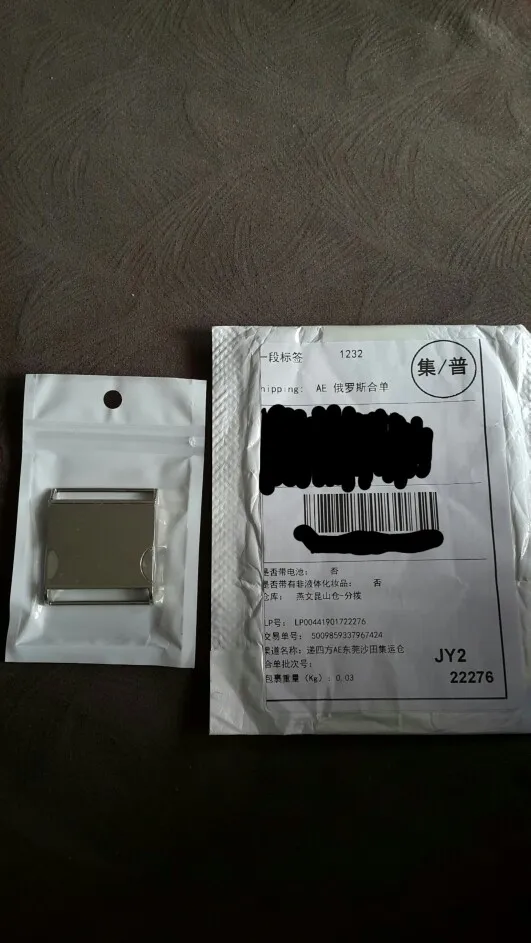 一段标签 1232
集/普
hipping: AE 俄罗斯合单
是否带电池: 否
是否带有非液体化妆品: 否
仓库: 燕文昆山仓-分拨
LP号: LP00441901722276
交易单号: 5009859337967424
渠道名称: 递四方AE东莞沙田集运仓
合单批次号:
JY2
包裹重量 (Kg): 0.03
22276